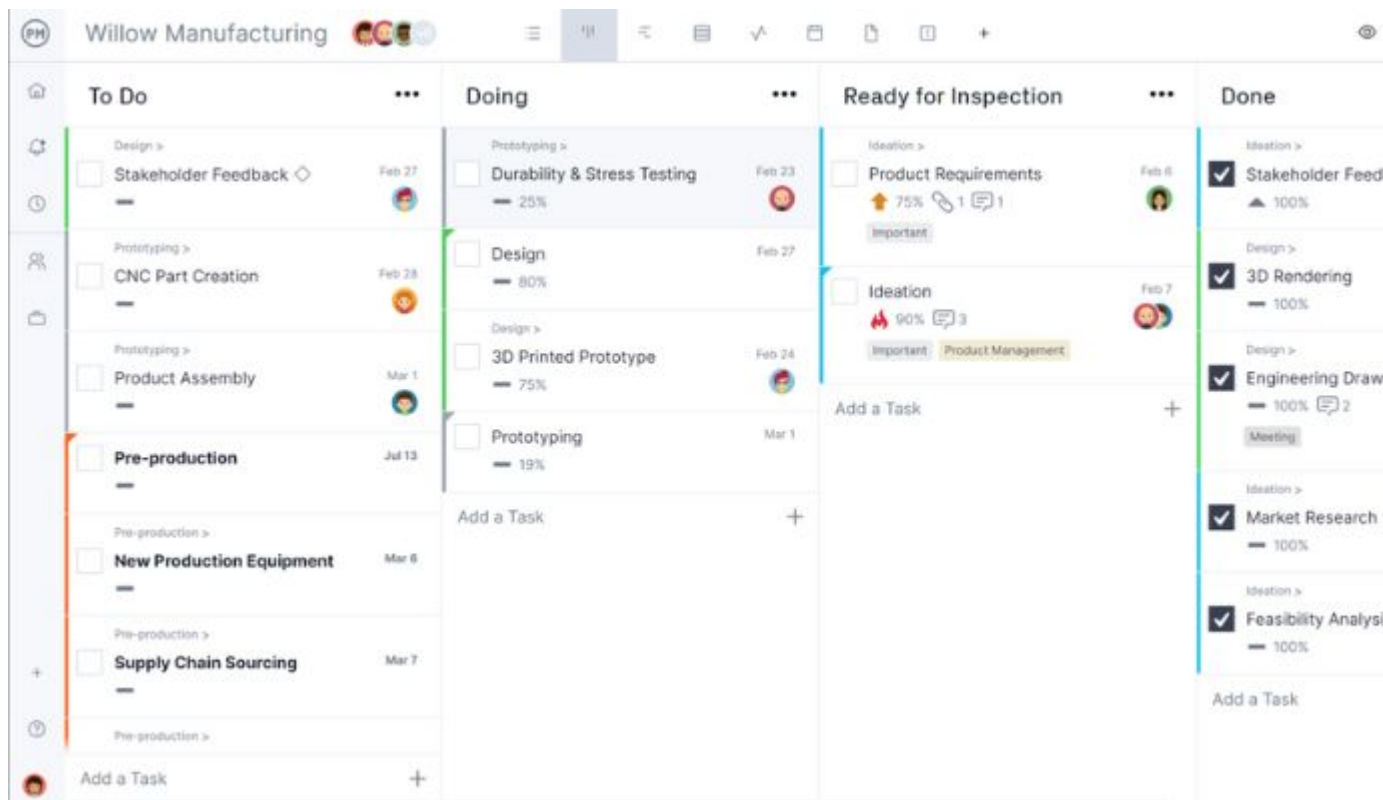 PM
Willow Manufacturing
To Do
•••
Design >
Stakeholder Feedback
Feb 27
Prototyping >
CNC Part Creation
Feb 28
Prototyping >
Product Assembly
Mar 1
Pre-production
Jul 13
Pre-production >
New Production Equipment
Mar 6
Pre-production >
Supply Chain Sourcing
Mar 7
Pre-production >
Add a Task +
Doing
•••
Prototyping >
Durability & Stress Testing
Feb 23
25%
Design
Feb 27
80%
Design >
3D Printed Prototype
Feb 24
75%
Prototyping
Mar 1
19%
Add a Task +
Ready for Inspection
•••
Ideation >
Product Requirements
Feb 6
75% 1 1
Important
Ideation
Feb 7
90% 3
Important Product Management
Add a Task +
Done
Ideation >
Stakeholder Feed
100%
Design >
3D Rendering
100%
Design >
Engineering Draw
100% 2
Meeting
Ideation >
Market Research
100%
Ideation >
Feasibility Analysi
100%
Add a Task